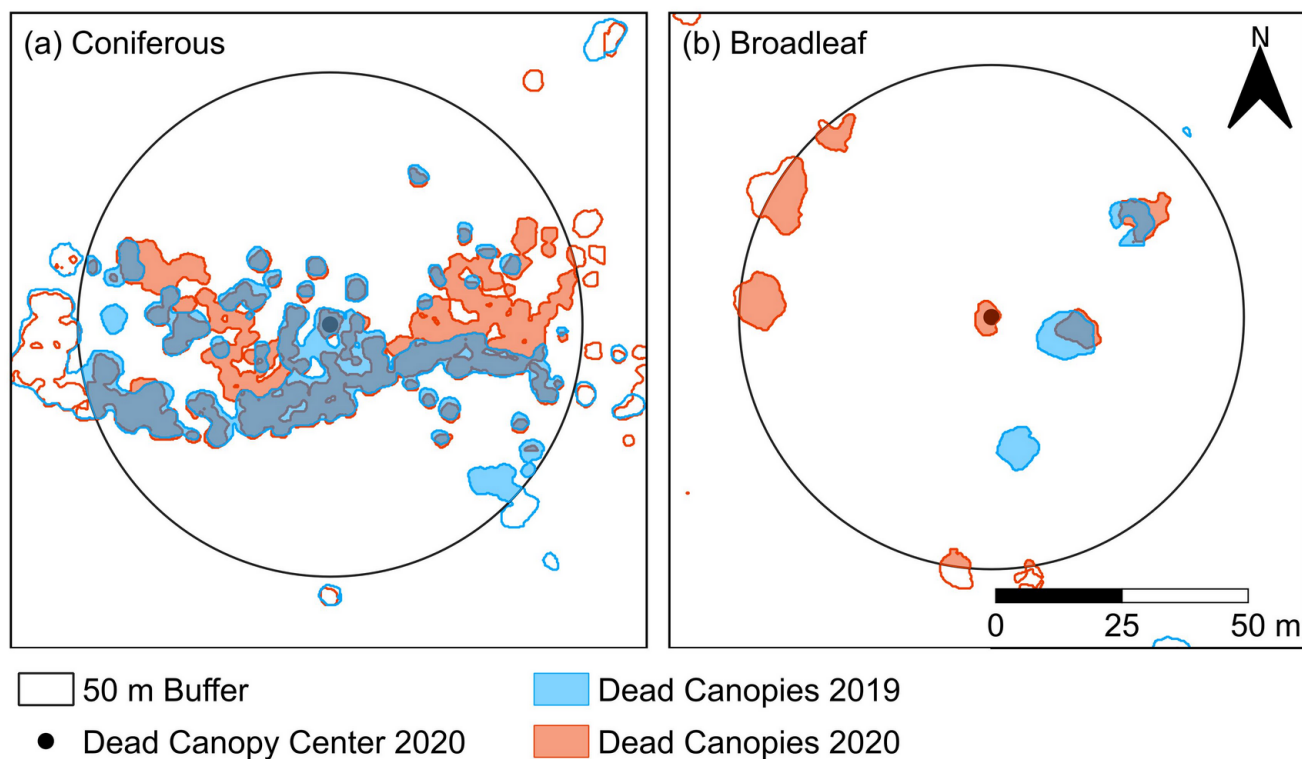 (a) Coniferous
(b) Broadleaf
N
0 25 50 m
50 m Buffer
Dead Canopies 2019
Dead Canopy Center 2020
Dead Canopies 2020